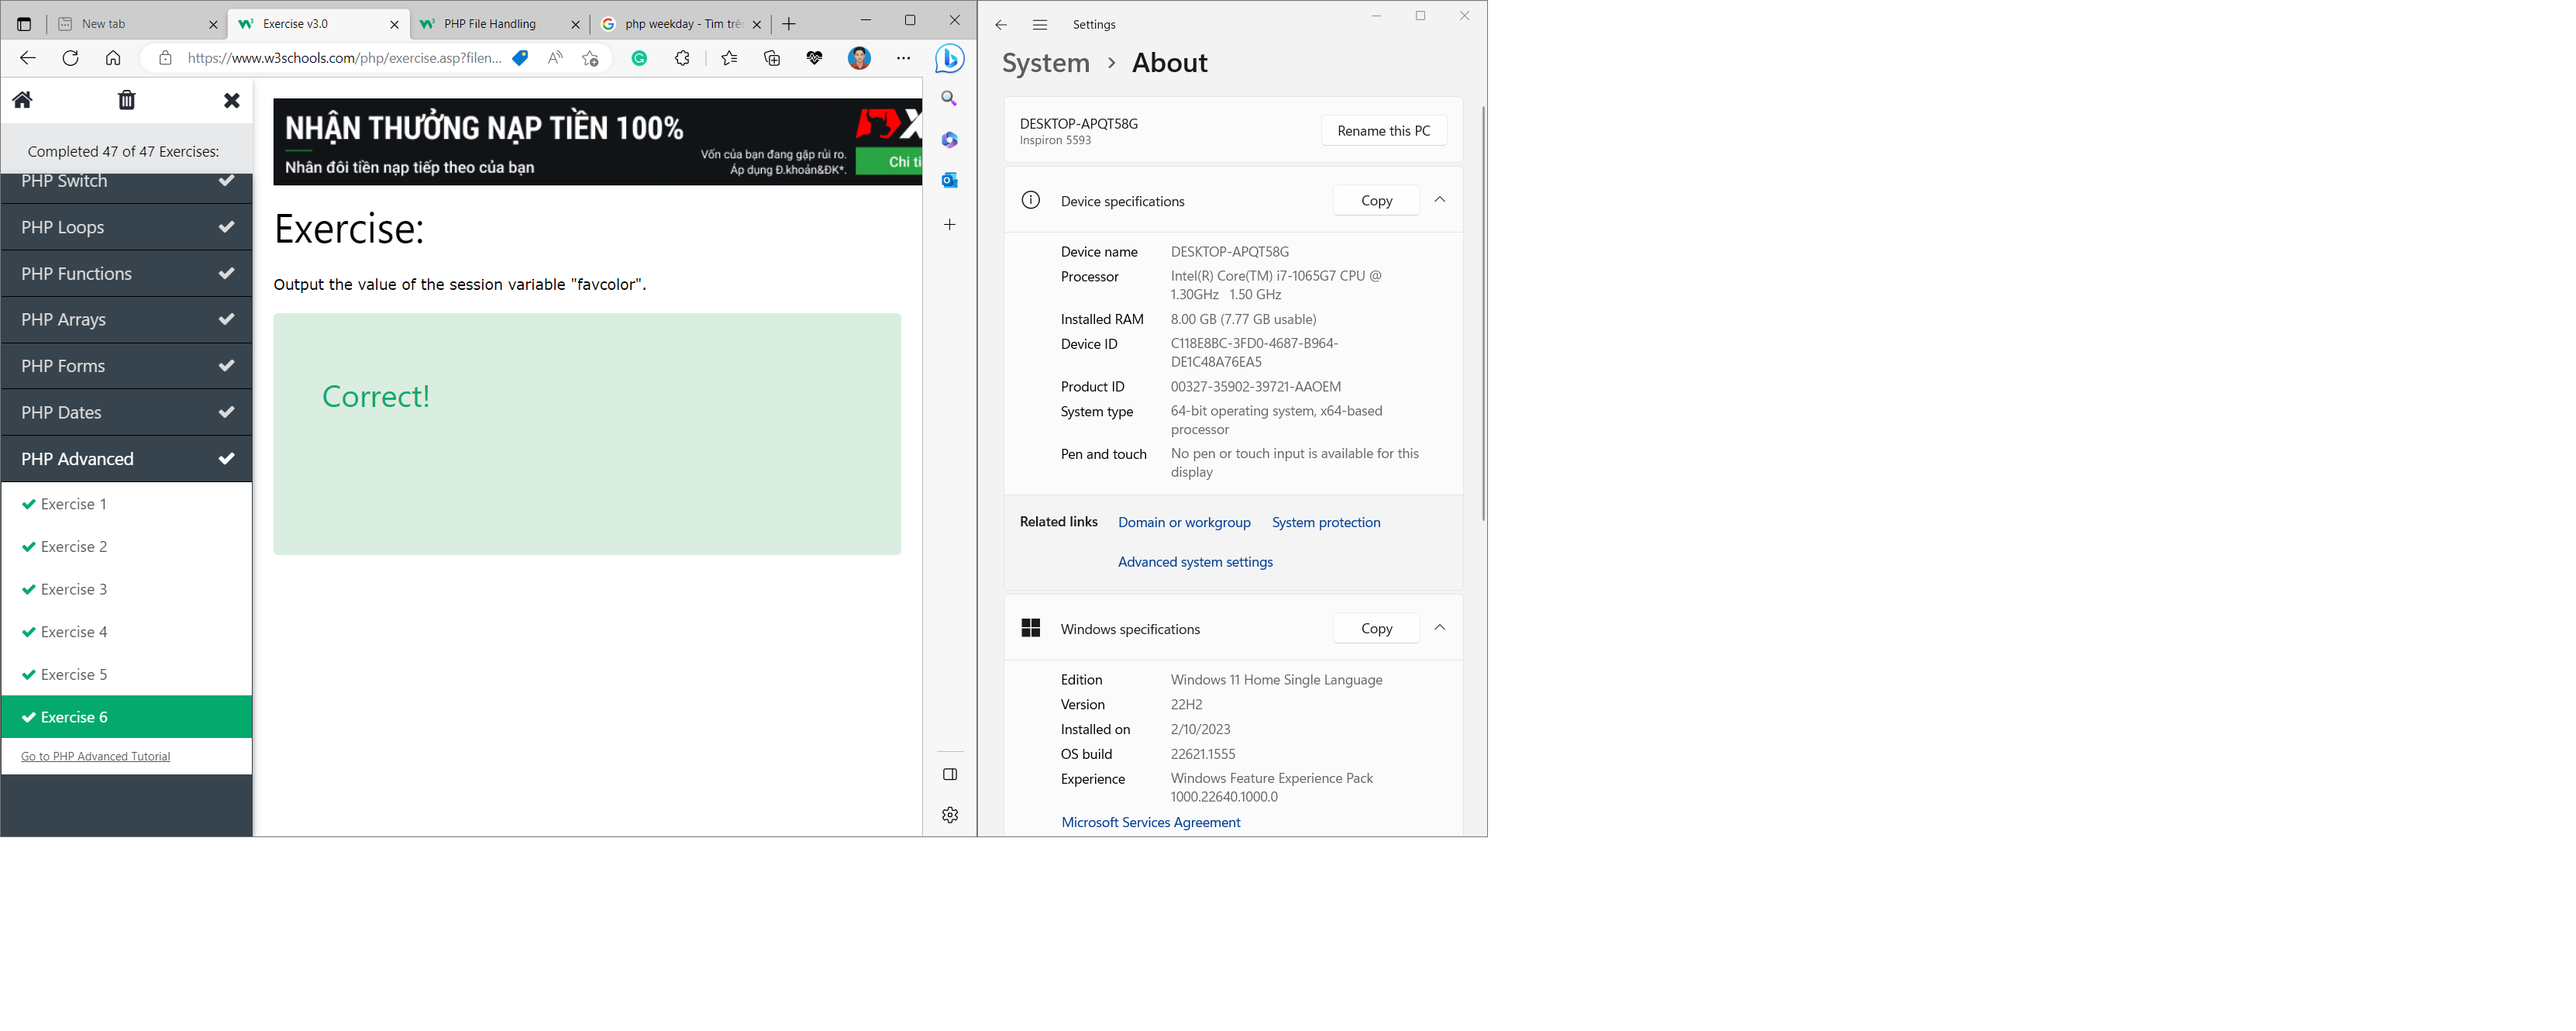 New tab
Exercise v3.0
PHP File Handling
php weekday - Tìm trê
https://www.w3schools.com/php/exercise.asp?filen...
Completed 47 of 47 Exercises:
PHP Switch
PHP Loops
PHP Functions
PHP Arrays
PHP Forms
PHP Dates
PHP Advanced
Exercise 1
Exercise 2
Exercise 3
Exercise 4
Exercise 5
Exercise 6
Go to PHP Advanced Tutorial
NHẬN THƯỞNG NẠP TIỀN 100%
Nhân đôi tiền nạp tiếp theo của bạn
Vốn của bạn đang gặp rủi ro.
Áp dụng Đ.khoản&ĐK*.
Chi ti
Exercise:
Output the value of the session variable "favcolor".
Correct!
Settings
System > About
DESKTOP-APQT58G
Inspiron 5593
Rename this PC
Device specifications
Copy
Device name DESKTOP-APQT58G
Processor Intel(R) Core(TM) i7-1065G7 CPU @
1.30GHz 1.50 GHz
Installed RAM 8.00 GB (7.77 GB usable)
Device ID C118E8BC-3FD0-4687-B964-
DE1C48A76EA5
Product ID 00327-35902-39721-AAOEM
System type 64-bit operating system, x64-based
processor
Pen and touch No pen or touch input is available for this
display
Related links Domain or workgroup System protection
Advanced system settings
Windows specifications
Copy
Edition Windows 11 Home Single Language
Version 22H2
Installed on 2/10/2023
OS build 22621.1555
Experience Windows Feature Experience Pack
1000.22640.1000.0
Microsoft Services Agreement